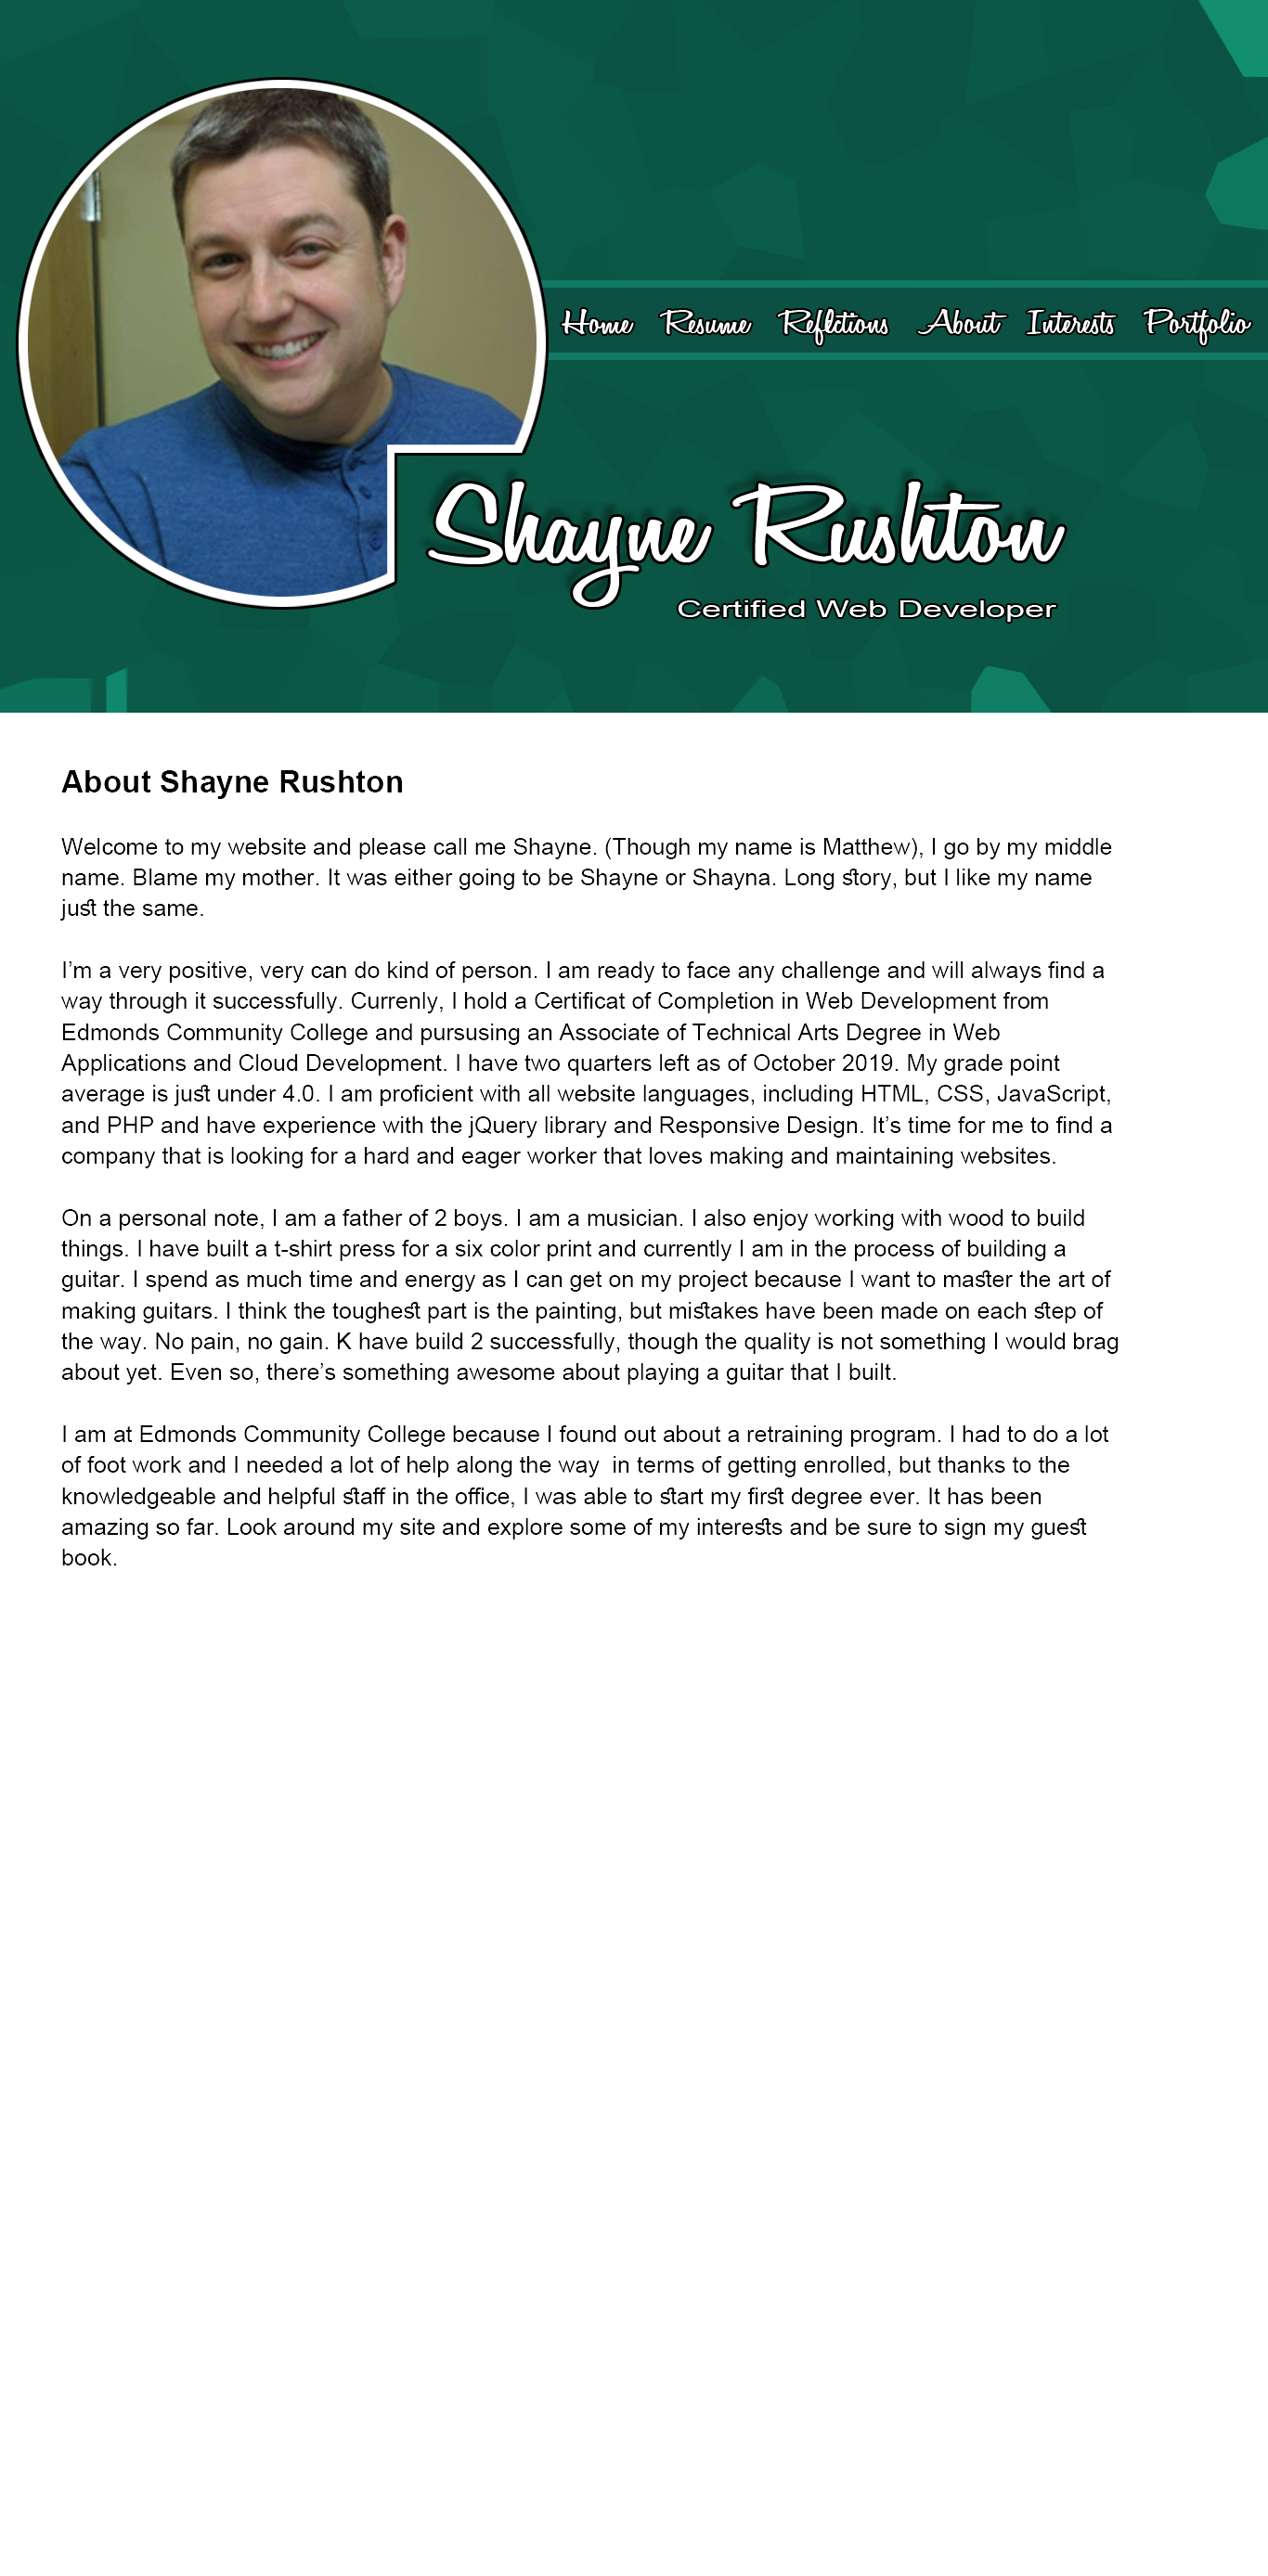 Home Resume Reflctions About Interests Portfolio
Shayne Rushton
Certified Web Developer
About Shayne Rushton
Welcome to my website and please call me Shayne. (Though my name is Matthew), I go by my middle
name. Blame my mother. It was either going to be Shayne or Shayna. Long story, but I like my name
just the same.
I’m a very positive, very can do kind of person. I am ready to face any challenge and will always find a
way through it successfully. Currenly, I hold a Certificat of Completion in Web Development from
Edmonds Community College and pursusing an Associate of Technical Arts Degree in Web
Applications and Cloud Development. I have two quarters left as of October 2019. My grade point
average is just under 4.0. I am proficient with all website languages, including HTML, CSS, JavaScript,
and PHP and have experience with the jQuery library and Responsive Design. It’s time for me to find a
company that is looking for a hard and eager worker that loves making and maintaining websites.
On a personal note, I am a father of 2 boys. I am a musician. I also enjoy working with wood to build
things. I have built a t-shirt press for a six color print and currently I am in the process of building a
guitar. I spend as much time and energy as I can get on my project because I want to master the art of
making guitars. I think the toughest part is the painting, but mistakes have been made on each step of
the way. No pain, no gain. K have build 2 successfully, though the quality is not something I would brag
about yet. Even so, there’s something awesome about playing a guitar that I built.
I am at Edmonds Community College because I found out about a retraining program. I had to do a lot
of foot work and I needed a lot of help along the way  in terms of getting enrolled, but thanks to the
knowledgeable and helpful staff in the office, I was able to start my first degree ever. It has been
amazing so far. Look around my site and explore some of my interests and be sure to sign my guest
book.